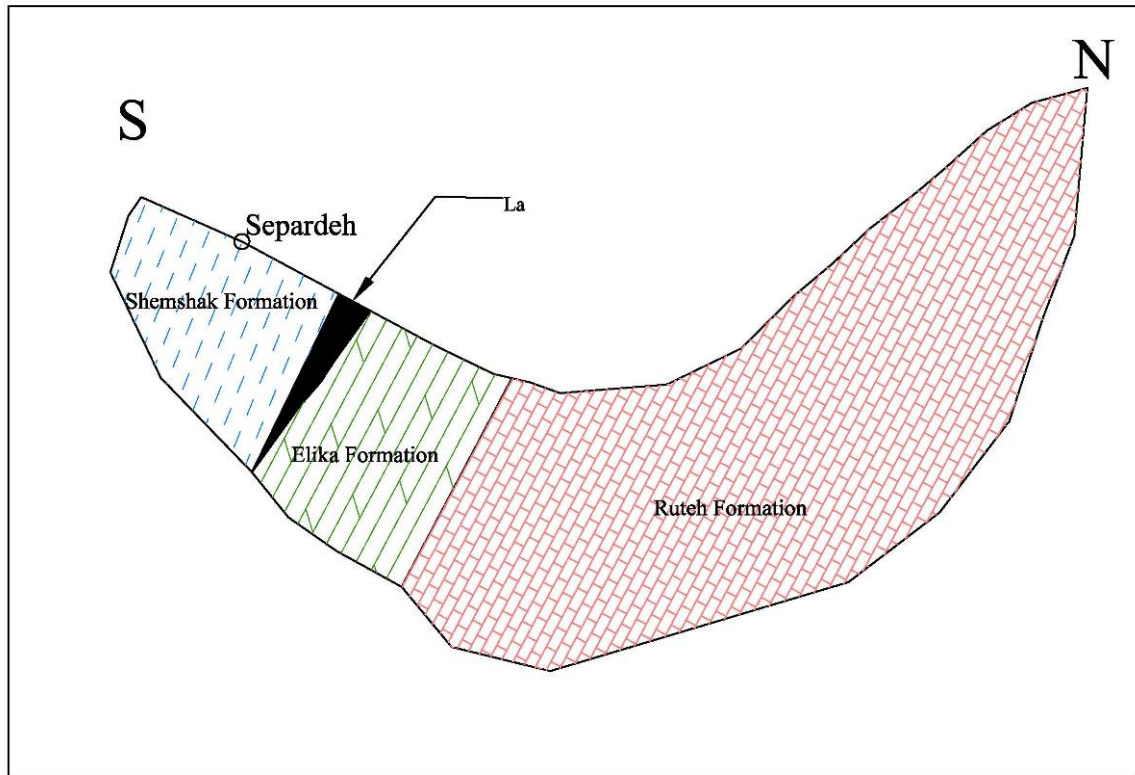 N
S
Separdeh
La
Shemshak Formation
Elika Formation
Ruteh Formation